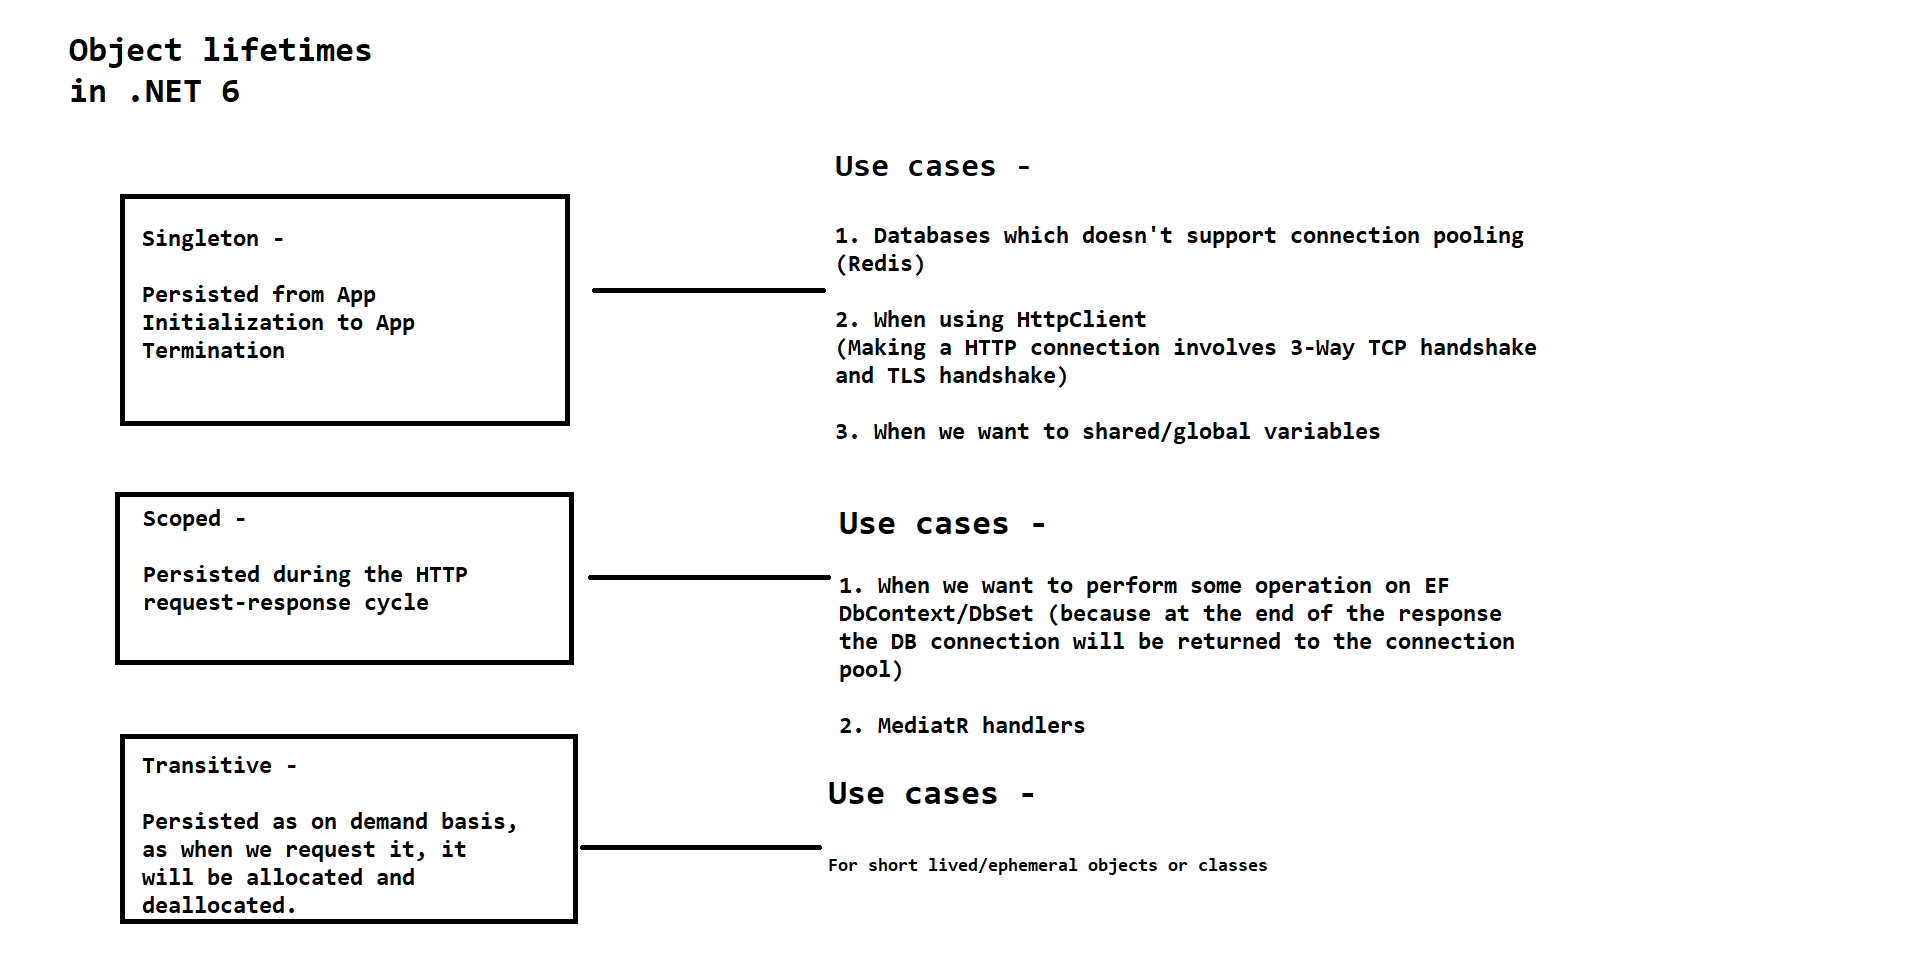 Object lifetimes
in .NET 6
Use cases -
Singleton -
Persisted from App
Initialization to App
Termination
1. Databases which doesn't support connection pooling
(Redis)
2. When using HttpClient
(Making a HTTP connection involves 3-Way TCP handshake
and TLS handshake)
3. When we want to shared/global variables
Scoped -
Persisted during the HTTP
request-response cycle
Use cases -
1. When we want to perform some operation on EF
DbContext/DbSet (because at the end of the response
the DB connection will be returned to the connection
pool)
2. MediatR handlers
Transitive -
Persisted as on demand basis,
as when we request it, it
will be allocated and
deallocated.
Use cases -
For short lived/ephemeral objects or classes